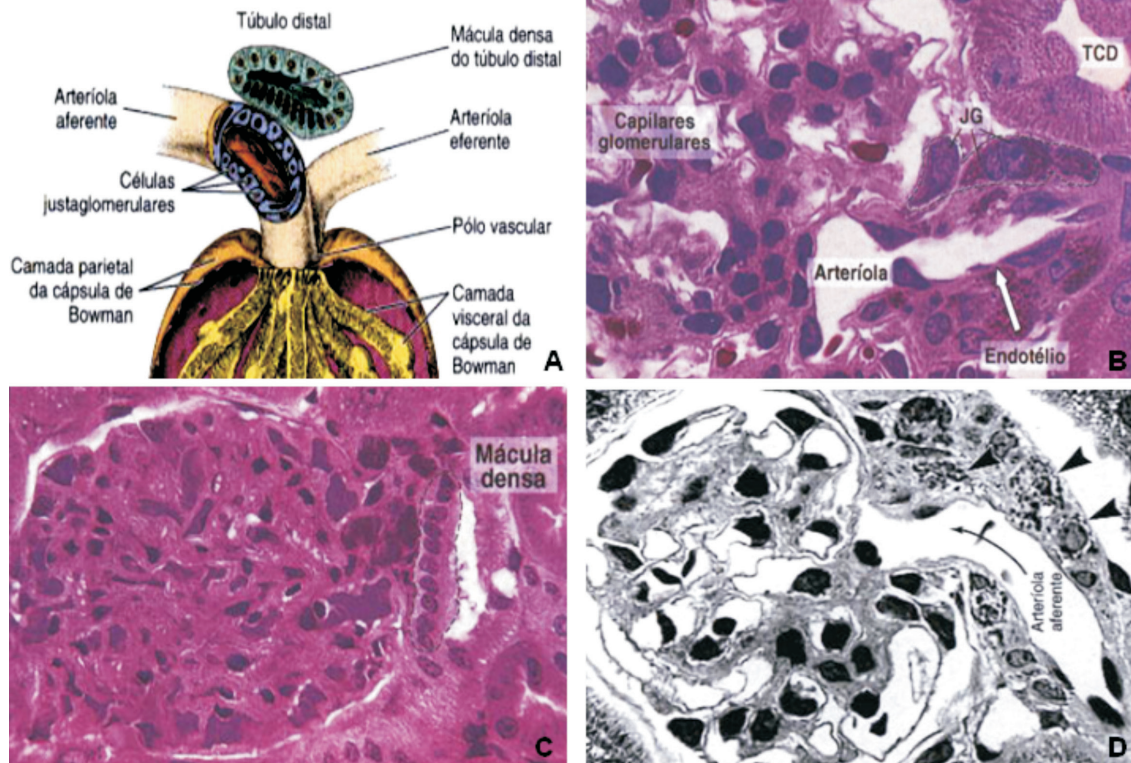 Túbulo distal
Mácula densa
do túbulo distal
Arteríola
aferente
Arteríola
eferente
Células
justaglomerulares
Pólo vascular
Camada parietal
da cápsula de
Bowman
Camada
visceral da
cápsula de
Bowman
A
TCD
JG
Capilares
glomerulares
Arteríola
Endotélio
B
Mácula
densa
C
Arteríola
aferente
D